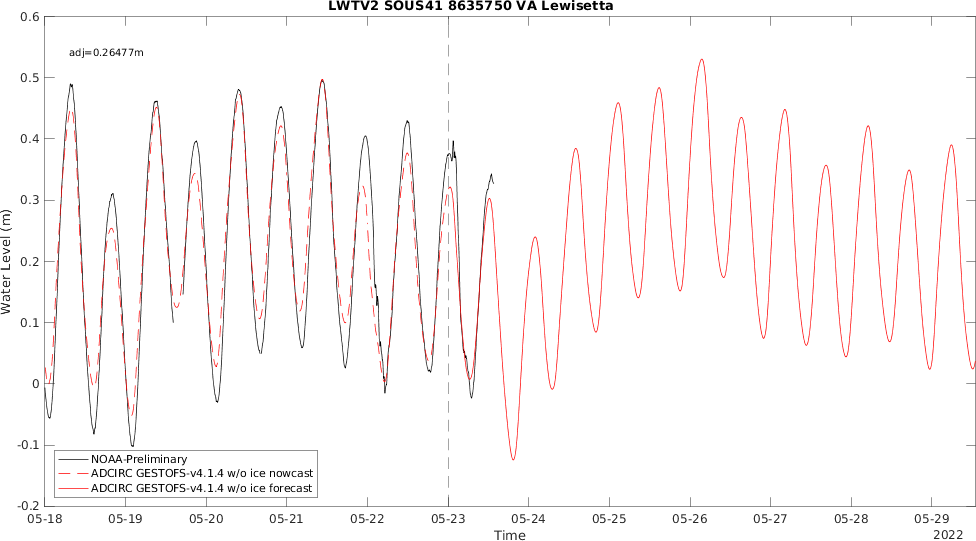 LWTV2 SOUS41 8635750 VA Lewisetta
adj=0.26477m
Water Level (m)
0.6
0.5
0.4
0.3
0.2
0.1
0
-0.1
-0.2
NOAA-Preliminary
ADCIRC GESTOFS-v4.1.4 w/o ice nowcast
ADCIRC GESTOFS-v4.1.4 w/o ice forecast
05-18 05-19 05-20 05-21 05-22 05-23 05-24 05-25 05-26 05-27 05-28 05-29
Time
2022